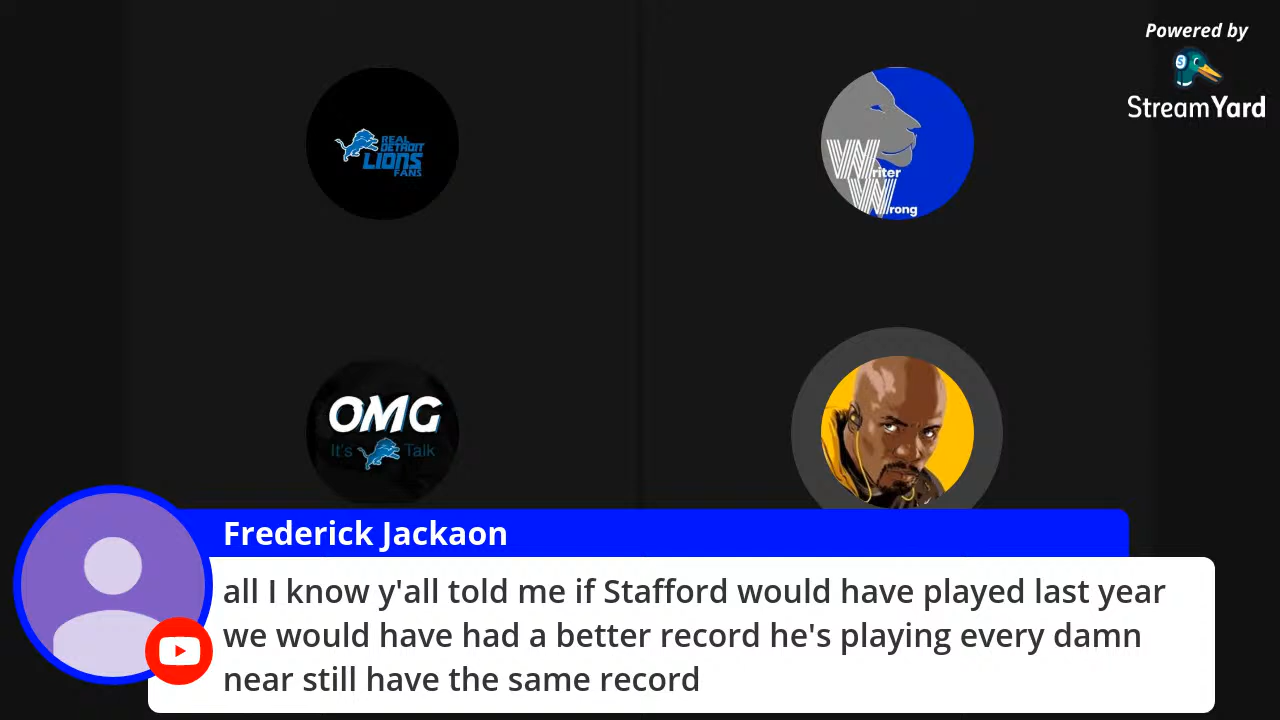 Powered by
StreamYard
REAL
DETROIT
LIONS
FANS
Writer
Wrong
OMG
It's Talk
Frederick Jackaon
all I know y'all told me if Stafford would have played last year
we would have had a better record he's playing every damn
near still have the same record